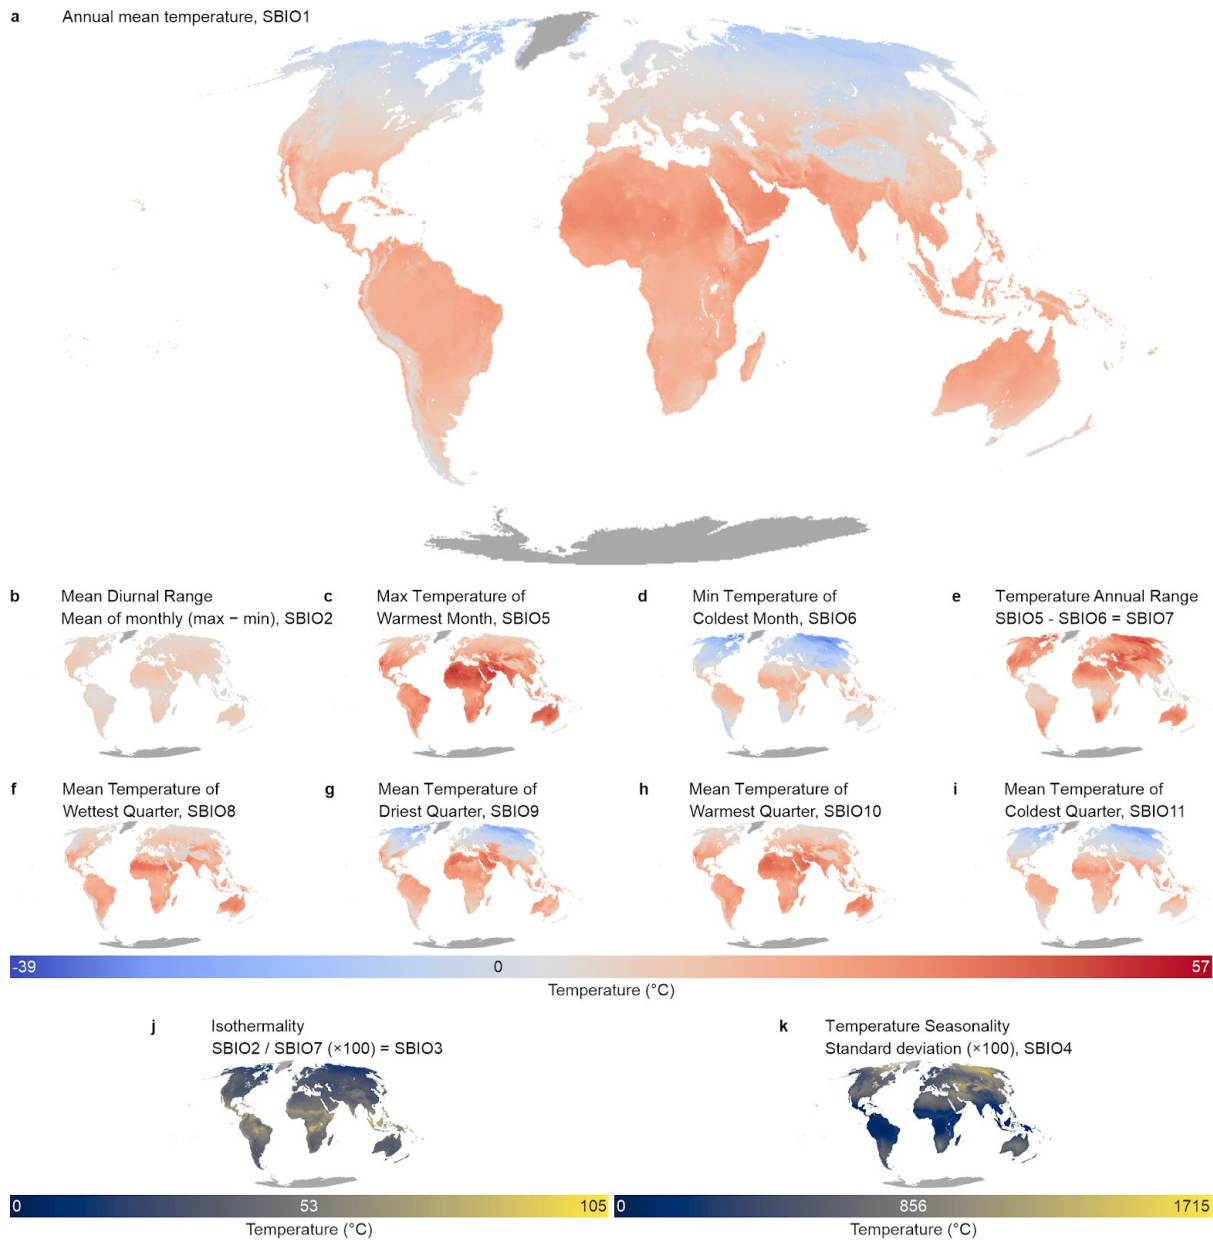 a Annual mean temperature, SBIO1
b Mean Diurnal Range
Mean of monthly (max − min), SBIO2
c Max Temperature of
Warmest Month, SBIO5
d Min Temperature of
Coldest Month, SBIO6
e Temperature Annual Range
SBIO5 - SBIO6 = SBIO7
f Mean Temperature of
Wettest Quarter, SBIO8
g Mean Temperature of
Driest Quarter, SBIO9
h Mean Temperature of
Warmest Quarter, SBIO10
i Mean Temperature of
Coldest Quarter, SBIO11
-39 0 57
Temperature (°C)
j Isothermality
SBIO2 / SBIO7 (×100) = SBIO3
k Temperature Seasonality
Standard deviation (×100), SBIO4
0 53 105
Temperature (°C)
0 856 1715
Temperature (°C)